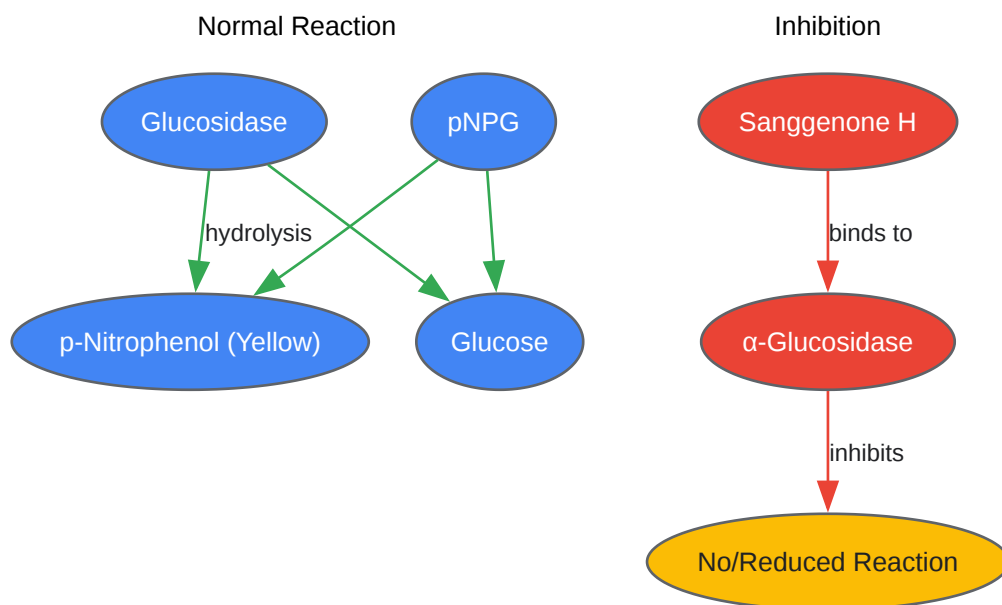 Normal Reaction
Inhibition
Glucosidase
pNPG
Sanggenone H
hydrolysis
binds to
p-Nitrophenol (Yellow)
Glucose
α-Glucosidase
inhibits
No/Reduced Reaction